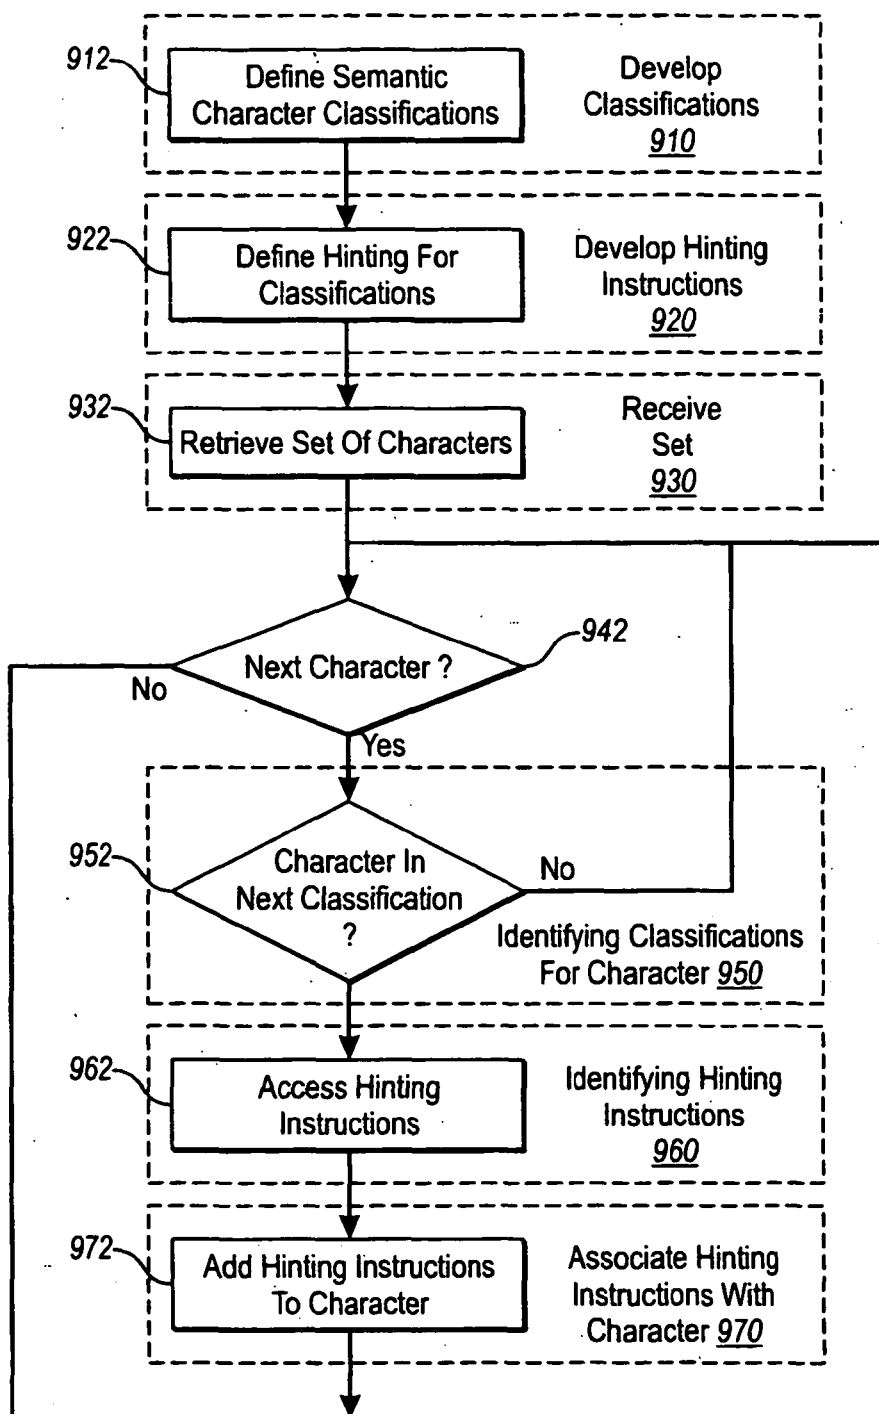 912
Define Semantic
Character Classifications
Develop
Classifications
910
922
Define Hinting For
Classifications
Develop Hinting
Instructions
920
932
Retrieve Set Of Characters
Receive
Set
930
Next Character ?
942
No
Yes
952
Character In
Next Classification
?
No
Identifying Classifications
For Character 950
962
Access Hinting
Instructions
Identifying Hinting
Instructions
960
972
Add Hinting Instructions
To Character
Associate Hinting
Instructions With
Character 970